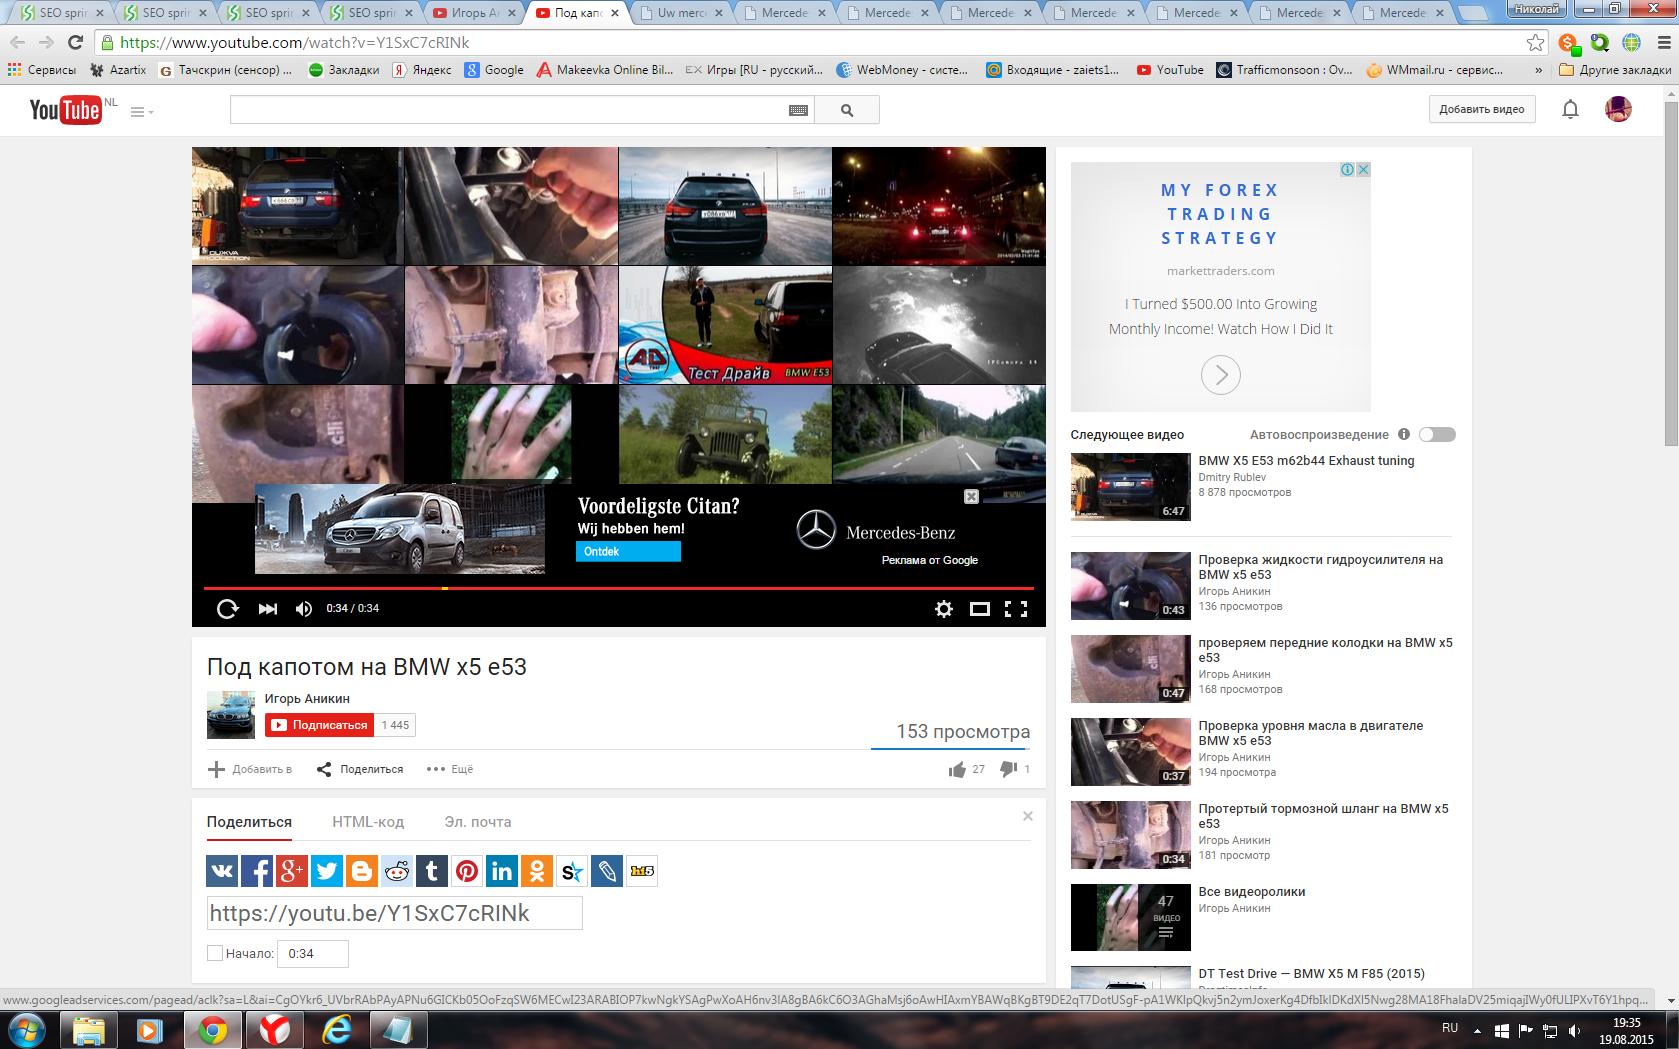 SEO sprin
SEO sprin
SEO sprin
SEO sprin
Игорь Ан
Под капо
Uw merce
Mercede
Mercede
Mercede
Mercede
Mercede
Mercede
Mercede
Николай
https://www.youtube.com/watch?v=Y1SxC7cRINk
Сервисы
Azartix
Тачскрин (сенсор) ...
Закладки
Яндекс
Google
Makeevka Online Bil...
Игры [RU - русский...
WebMoney - систе...
Входящие - zaiets1...
YouTube
Trafficmonsoon : Ov...
WMmail.ru - сервис...
»
Другие закладки
YouTube NL
Добавить видео
Тест Драйв BMW E53
Voordeligste Citan?
Wij hebben hem!
Ontdek
Mercedes-Benz
Реклама от Google
0:34 / 0:34
Под капотом на BMW x5 e53
Игорь Аникин
Подписаться 1 445
153 просмотра
Добавить в
Поделиться
Ещё
27
1
Поделиться
HTML-код
Эл. почта
https://youtu.be/Y1SxC7cRINk
Начало: 0:34
MY FOREX
TRADING
STRATEGY
markettraders.com
I Turned $500.00 Into Growing
Monthly Income! Watch How I Did It
Следующее видео
Автовоспроизведение
BMW X5 E53 m62b44 Exhaust tuning
Dmitry Rublev
8 878 просмотров
6:47
Проверка жидкости гидроусилителя на
BMW x5 e53
Игорь Аникин
136 просмотров
0:43
проверяем передние колодки на BMW x5
e53
Игорь Аникин
168 просмотров
0:47
Проверка уровня масла в двигателе
BMW x5 e53
Игорь Аникин
194 просмотра
0:37
Протертый тормозной шланг на BMW x5
e53
Игорь Аникин
181 просмотр
0:34
Все видеоролики
Игорь Аникин
47
ВИДЕО
DT Test Drive — BMW X5 M F85 (2015)
RU
19:35
19.08.2015